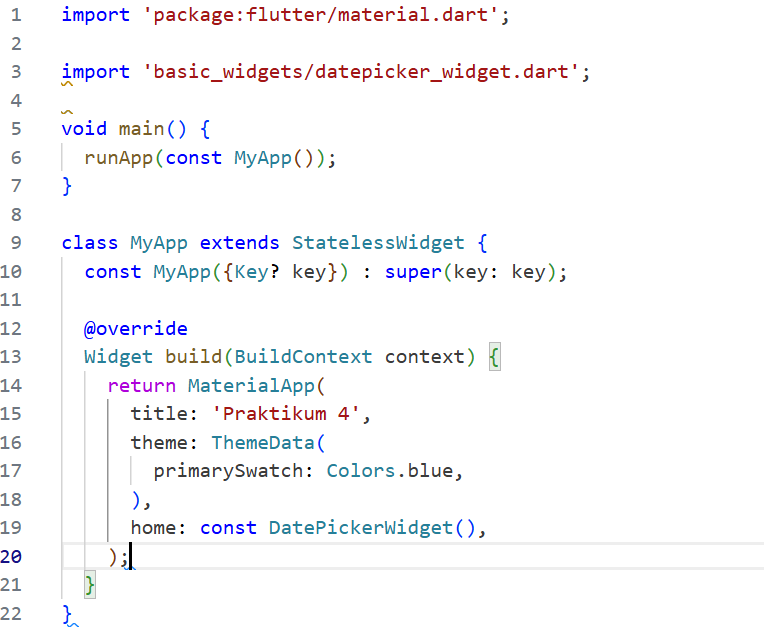 1 import 'package:flutter/material.dart';
2
3 import 'basic_widgets/datepicker_widget.dart';
4
5 void main() {
6   runApp(const MyApp());
7 }
8
9 class MyApp extends StatelessWidget {
10   const MyApp({Key? key}) : super(key: key);
11
12   @override
13   Widget build(BuildContext context) {
14     return MaterialApp(
15       title: 'Praktikum 4',
16       theme: ThemeData(
17         primarySwatch: Colors.blue,
18       ),
19       home: const DatePickerWidget(),
20     );
21   }
22 }